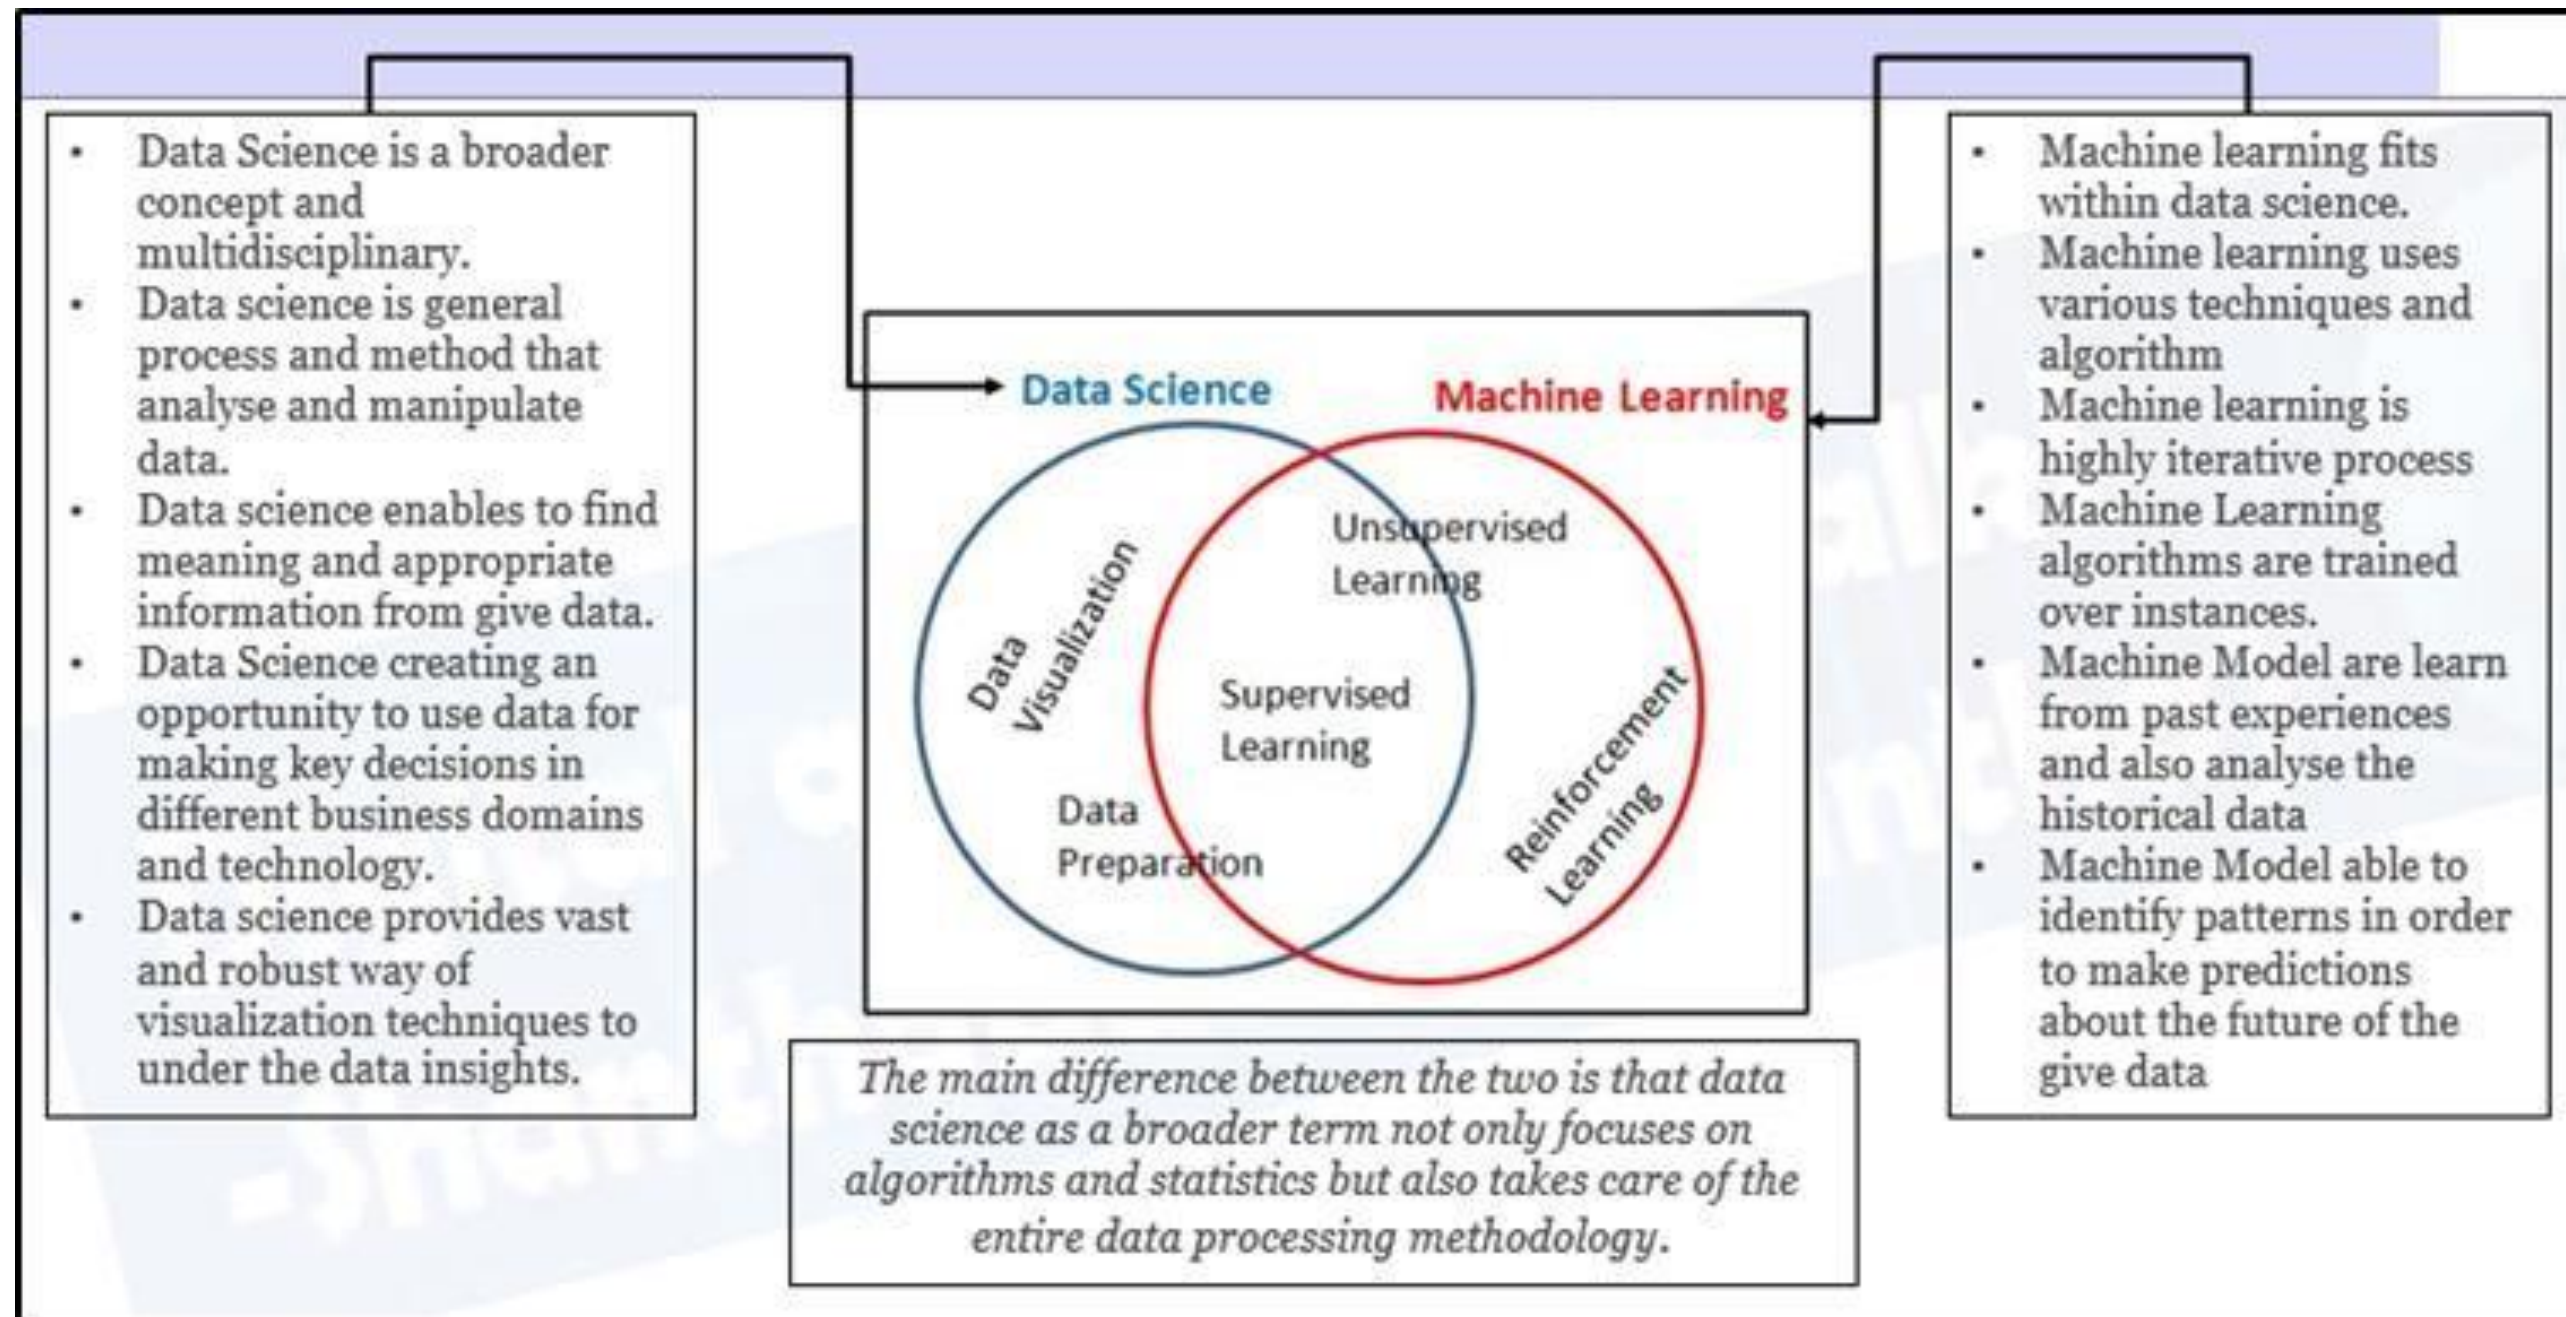 • Data Science is a broader
concept and
multidisciplinary.
• Data science is general
process and method that
analyse and manipulate
data.
• Data science enables to find
meaning and appropriate
information from give data.
• Data Science creating an
opportunity to use data for
making key decisions in
different business domains
and technology.
• Data science provides vast
and robust way of
visualization techniques to
under the data insights.
Data Science
Machine Learning
Data
Visualization
Unsupervised
Learning
Supervised
Learning
Data
Preparation
Reinforcement
Learning
The main difference between the two is that data
science as a broader term not only focuses on
algorithms and statistics but also takes care of the
entire data processing methodology.
• Machine learning fits
within data science.
• Machine learning uses
various techniques and
algorithm
• Machine learning is
highly iterative process
• Machine Learning
algorithms are trained
over instances.
• Machine Model are learn
from past experiences
and also analyse the
historical data
• Machine Model able to
identify patterns in order
to make predictions
about the future of the
give data